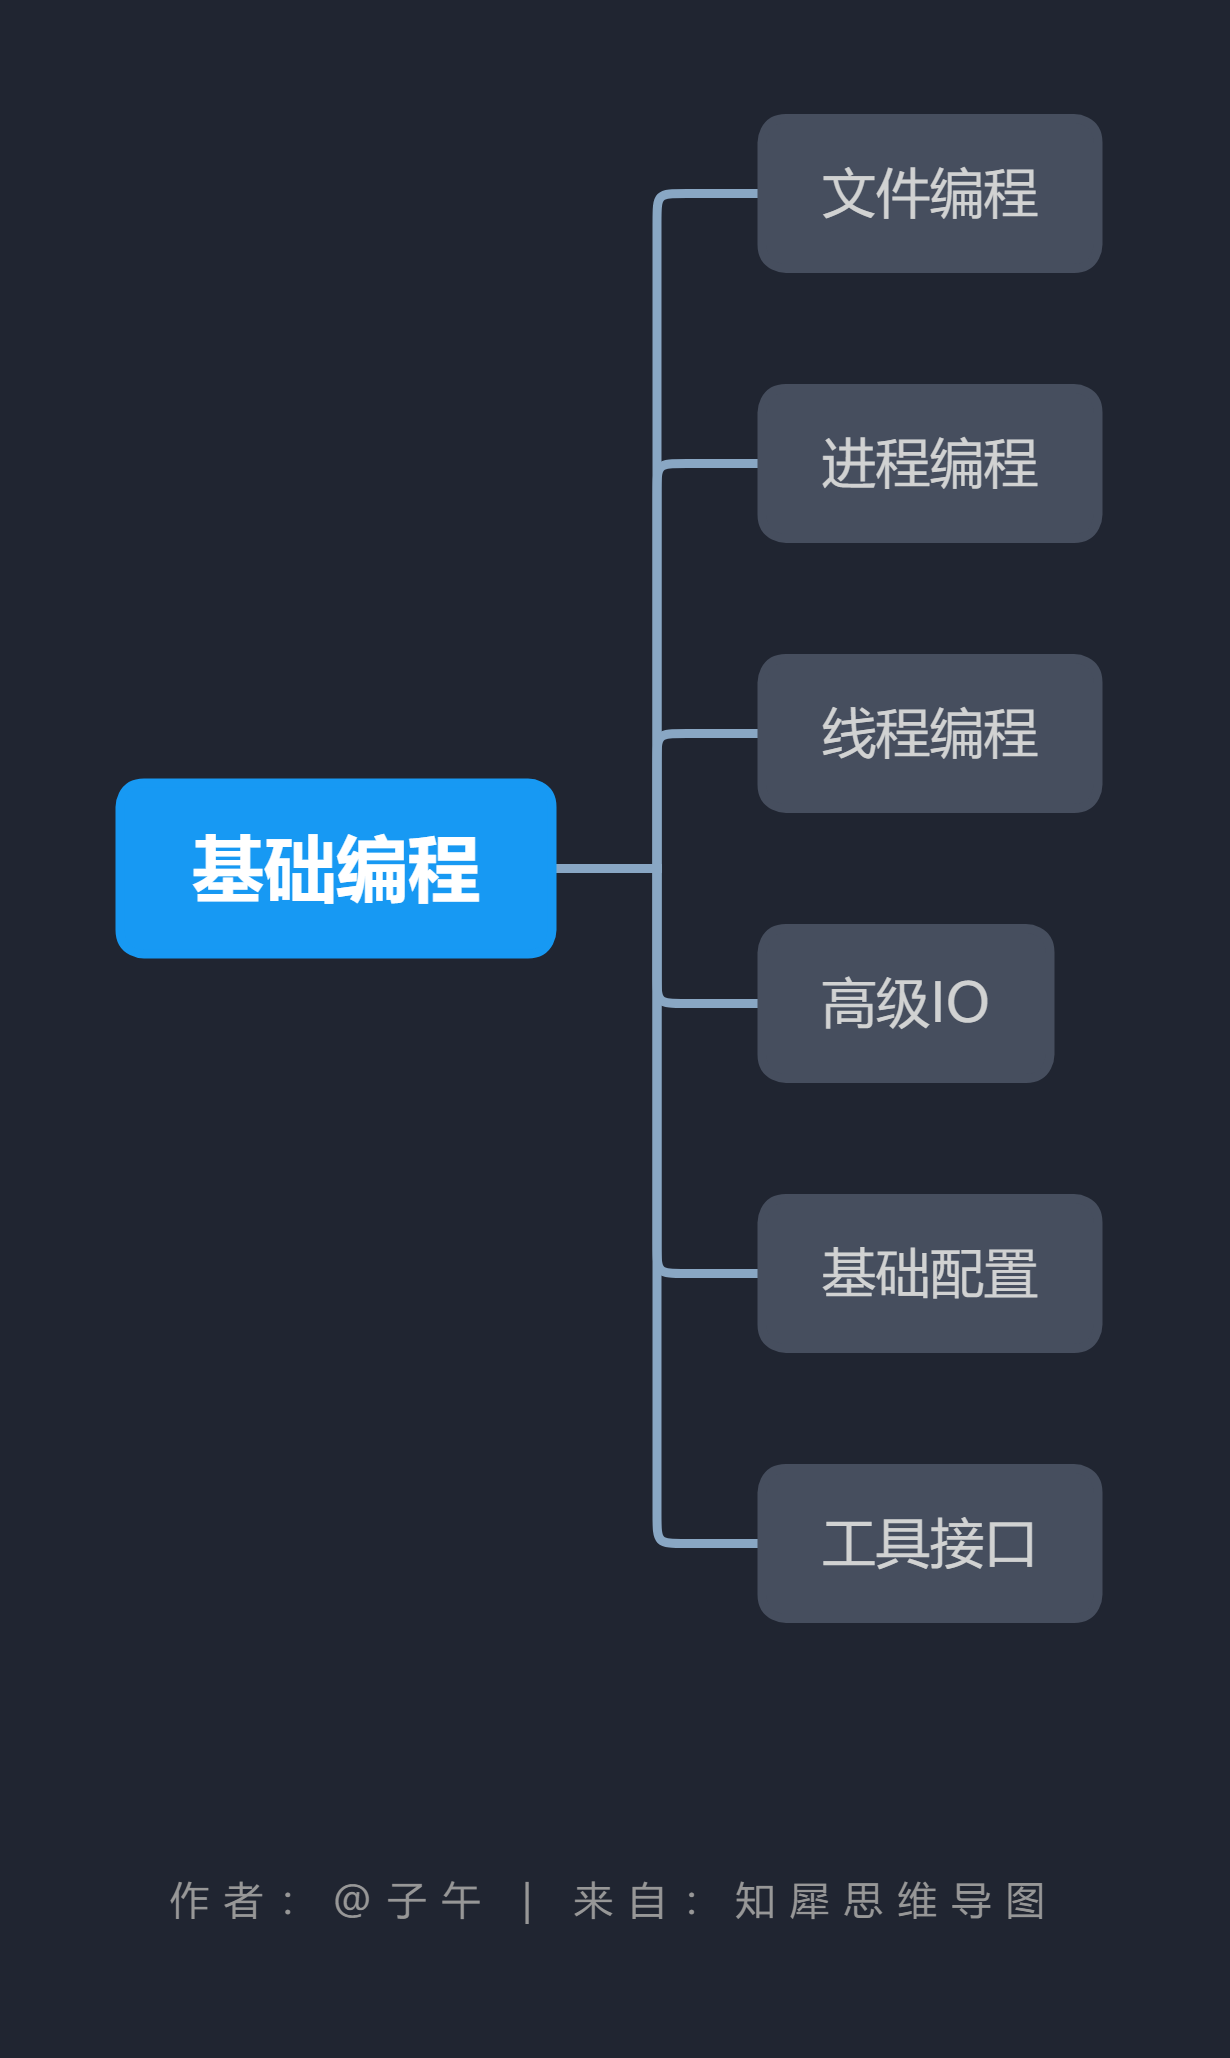 文件编程
进程编程
线程编程
基础编程
高级IO
基础配置
工具接口
作者：@子午 | 来自：知犀思维导图